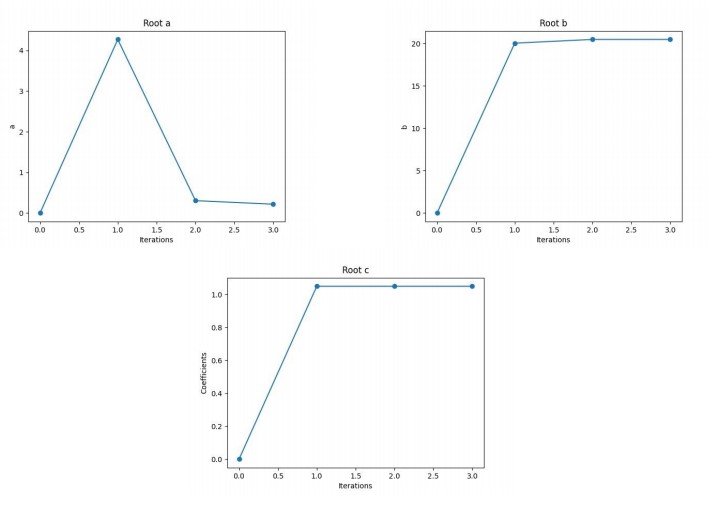 Root a
4
3
2
1
0
a
0.0 0.5 1.0 1.5 2.0 2.5 3.0
Iterations
Root b
20
15
10
5
0
b
0.0 0.5 1.0 1.5 2.0 2.5 3.0
Iterations
Root c
1.0
0.8
0.6
0.4
0.2
0.0
Coefficients
0.0 0.5 1.0 1.5 2.0 2.5 3.0
Iterations